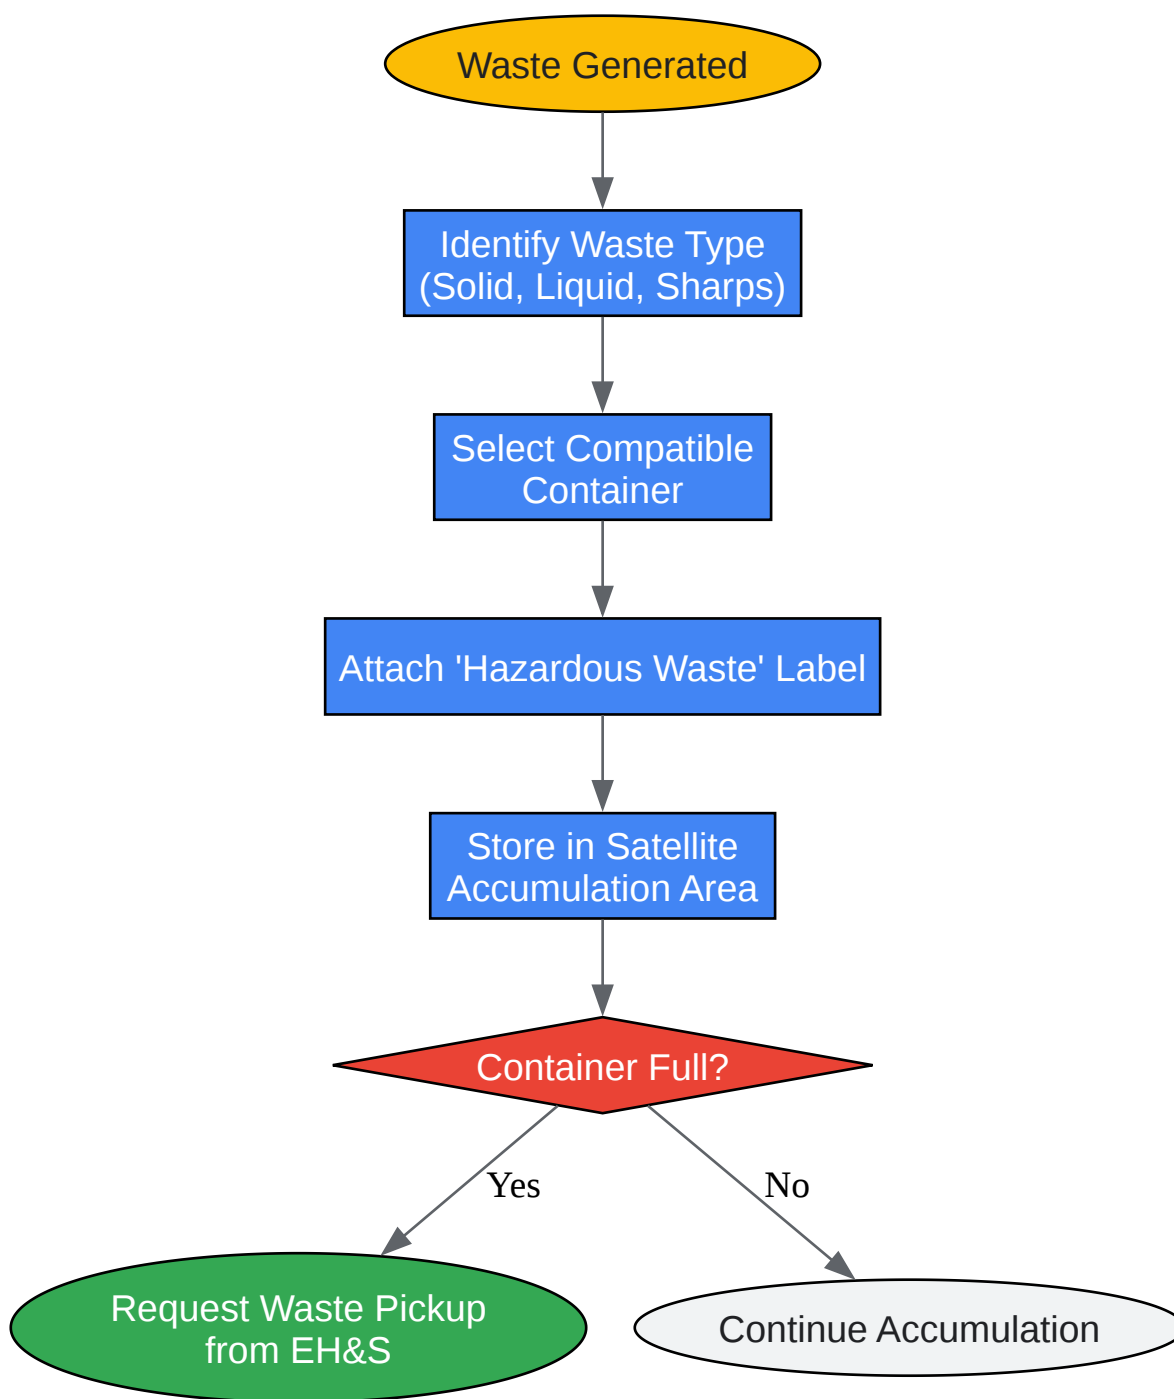 Waste Generated
Identify Waste Type
(Solid, Liquid, Sharps)
Select Compatible
Container
Attach 'Hazardous Waste' Label
Store in Satellite
Accumulation Area
Container Full?
Yes
No
Request Waste Pickup
from EH&S
Continue Accumulation